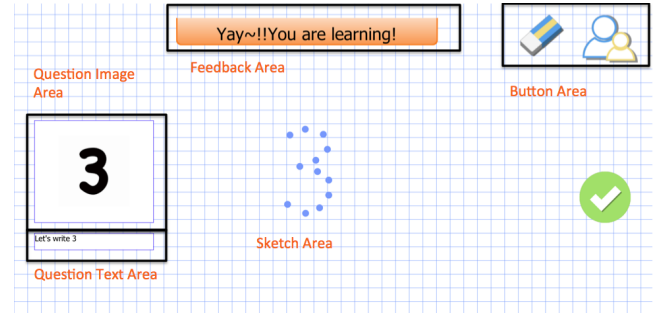 Yay~!!You are learning!
Feedback Area
Question Image
Area
Button Area
3
Let's write 3
Sketch Area
Question Text Area